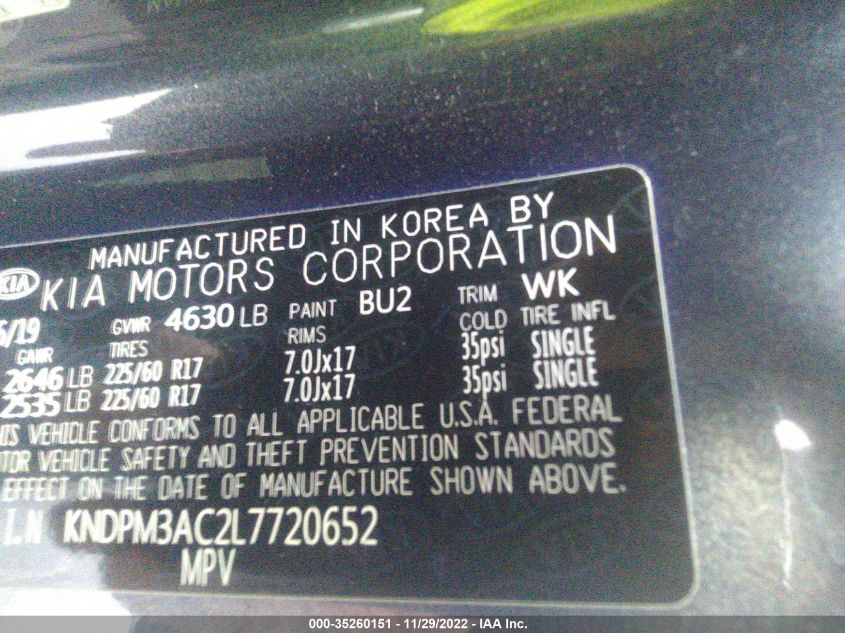 MANUFACTURED IN KOREA BY
KIA KIA MOTORS CORPORATION
/19 GVWR 4630 LB PAINT BU2 TRIM WK
GAWR TIRES RIMS COLD TIRE INFL
2646 LB 225/60 R17 7.0Jx17 35psi SINGLE
2535 LB 225/60 R17 7.0Jx17 35psi SINGLE
HIS VEHICLE CONFORMS TO ALL APPLICABLE U.S.A. FEDERAL
TOR VEHICLE SAFETY AND THEFT PREVENTION STANDARDS
EFFECT ON THE DATE OF MANUFACTURE SHOWN ABOVE.
KNDPM3AC2L7720652
MPV
000-35260151 - 11/29/2022 - IAA Inc.